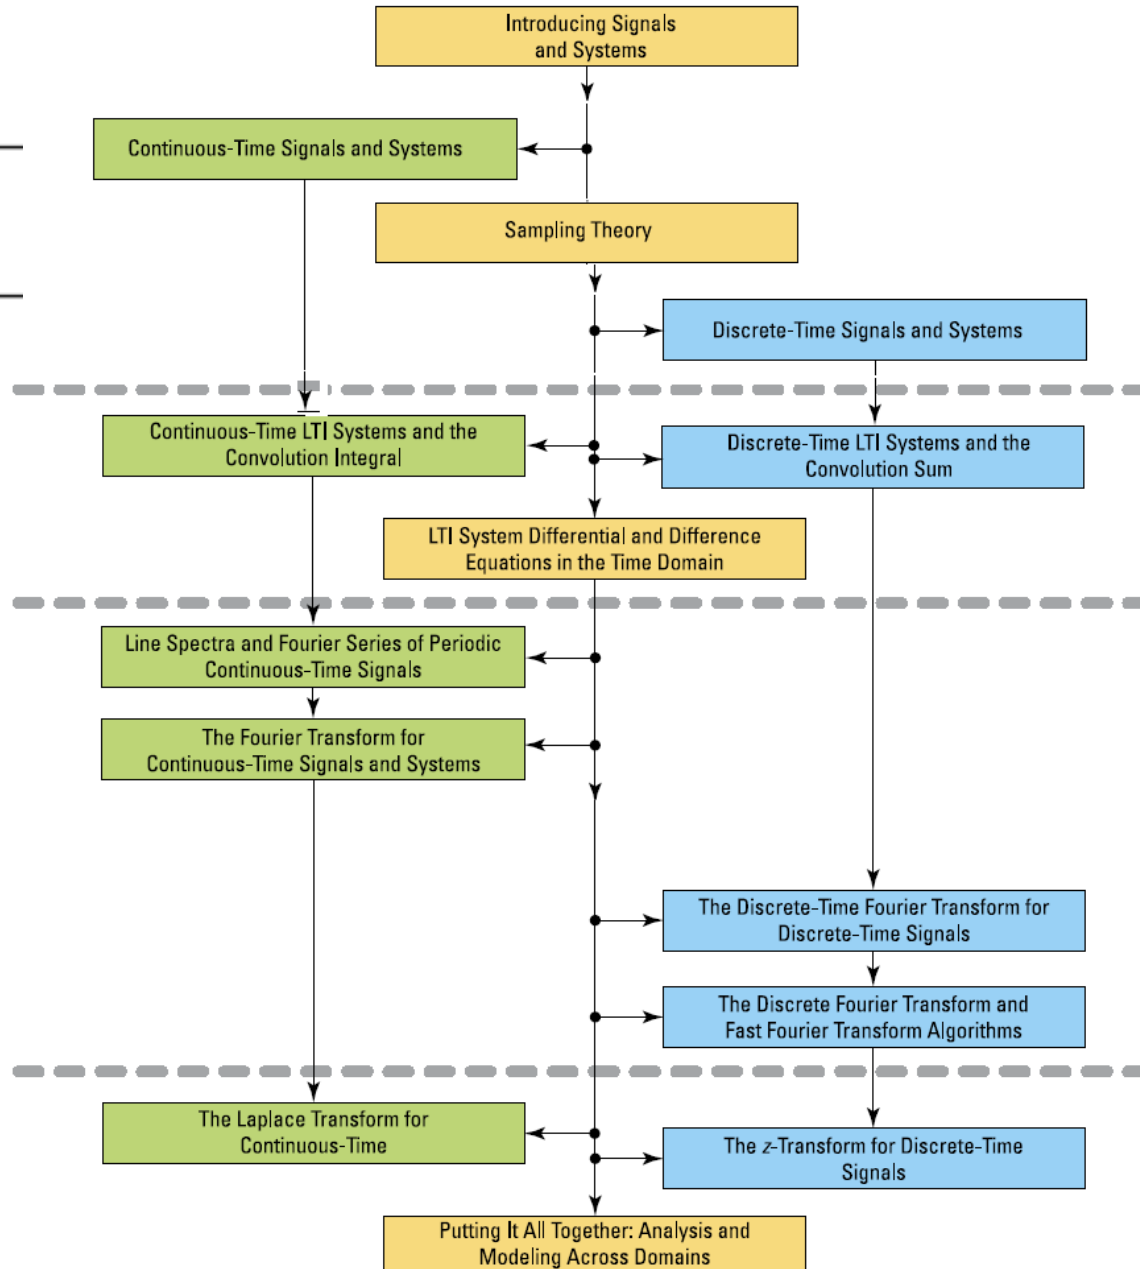 Introducing Signals
and Systems
Continuous-Time Signals and Systems
Sampling Theory
Discrete-Time Signals and Systems
Continuous-Time LTI Systems and the
Convolution Integral
Discrete-Time LTI Systems and the
Convolution Sum
LTI System Differential and Difference
Equations in the Time Domain
Line Spectra and Fourier Series of Periodic
Continuous-Time Signals
The Fourier Transform for
Continuous-Time Signals and Systems
The Discrete-Time Fourier Transform for
Discrete-Time Signals
The Discrete Fourier Transform and
Fast Fourier Transform Algorithms
The Laplace Transform for
Continuous-Time
The z-Transform for Discrete-Time
Signals
Putting It All Together: Analysis and
Modeling Across Domains